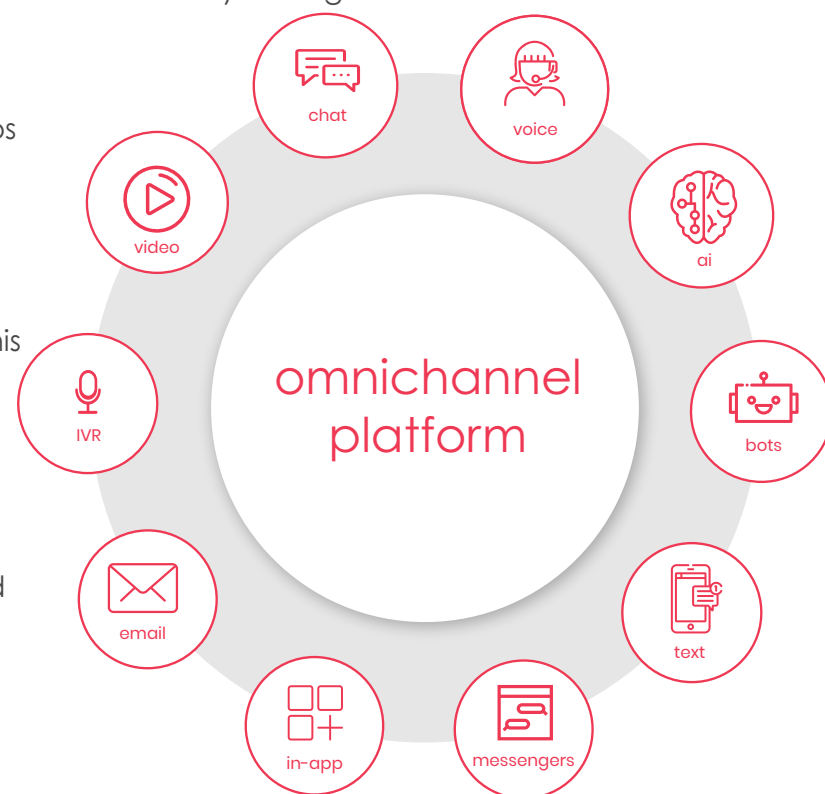 chat
voice
video
ai
omnichannel
platform
IVR
bots
email
text
in-app
messengers